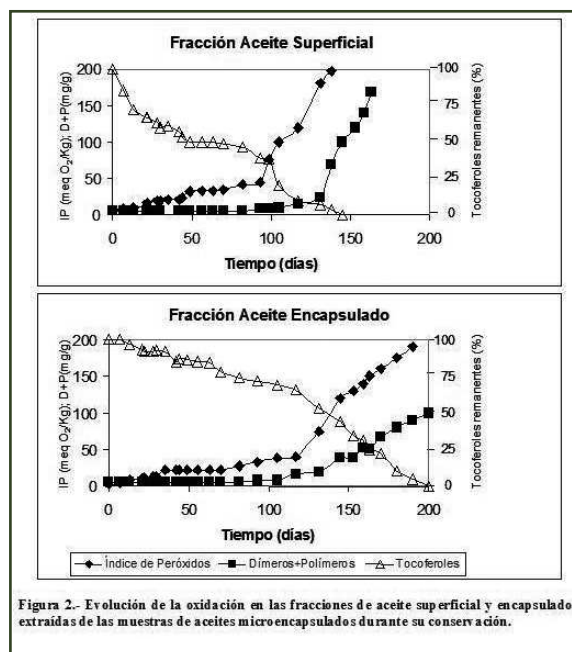 Fracción Aceite Superficial
IP (meq O₂/Kg); D+P(mg/g)
200
150
100
50
0
100
75
50
25
0
Tocoferoles remanentes (%)
0 50 100 150 200
Tiempo (días)
Fracción Aceite Encapsulado
IP (meq O₂/Kg); D+P(mg/g)
200
150
100
50
0
100
75
50
25
0
Tocoferoles remanentes (%)
0 50 100 150 200
Tiempo (días)
Índice de Peróxidos Dímeros+Polímeros Tocoferoles
Figura 2.- Evolución de la oxidación en las fracciones de aceite superficial y encapsulado
extraídas de las muestras de aceites microencapsulados durante su conservación.